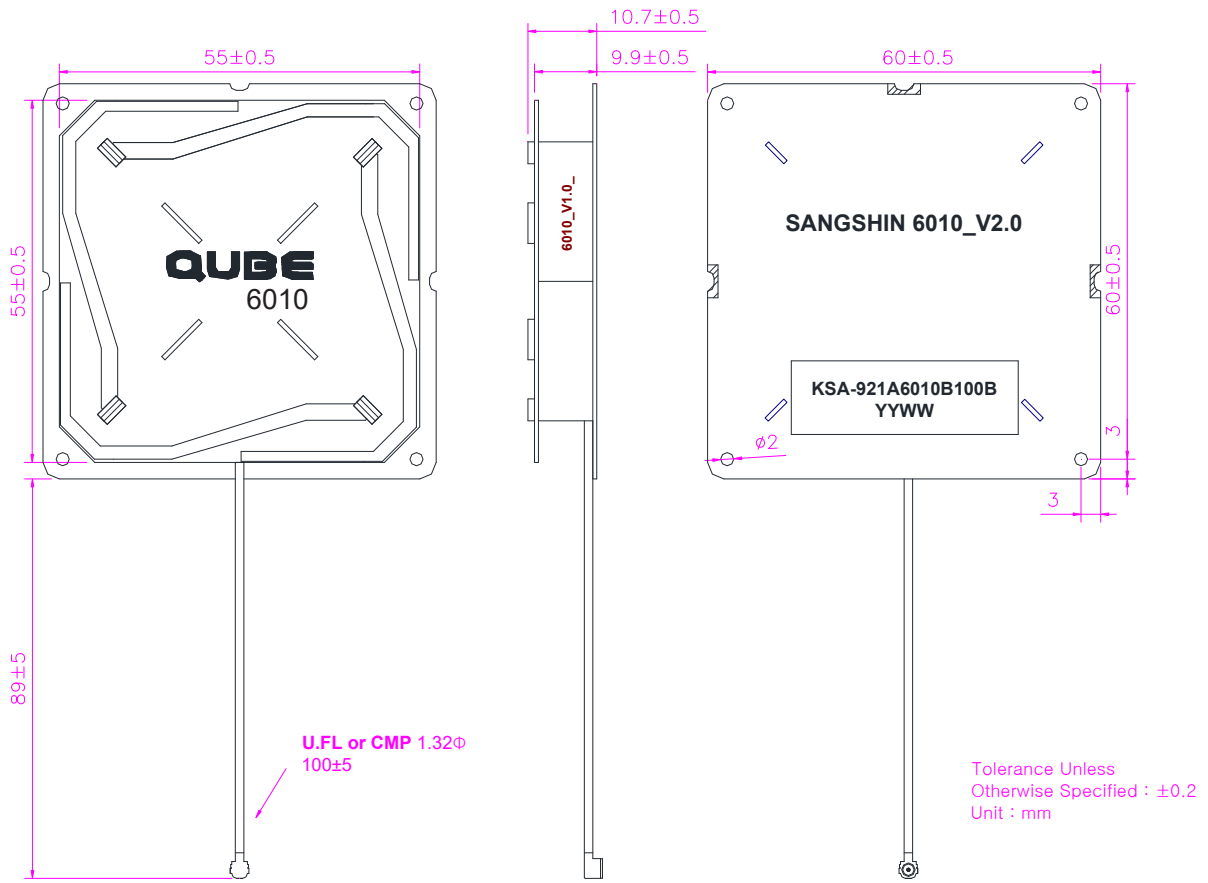 10.7±0.5
55±0.5
9.9±0.5
60±0.5
55±0.5
QUBE
6010
6010_V1.0_
SANGSHIN 6010_V2.0
60±0.5
KSA-921A6010B100B
YYWW
ø2
3
3
89±5
U.FL or CMP 1.32Φ
100±5
Tolerance Unless
Otherwise Specified : ±0.2
Unit : mm